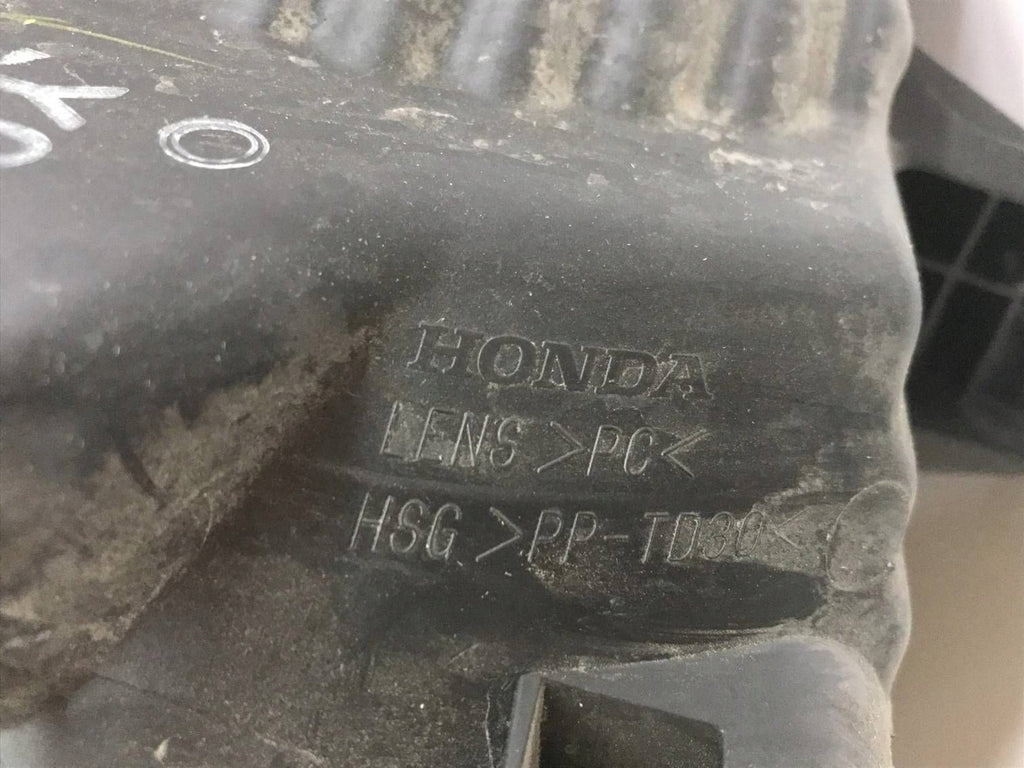 HONDA
LENS >PC<
HSG >PP-TD30<